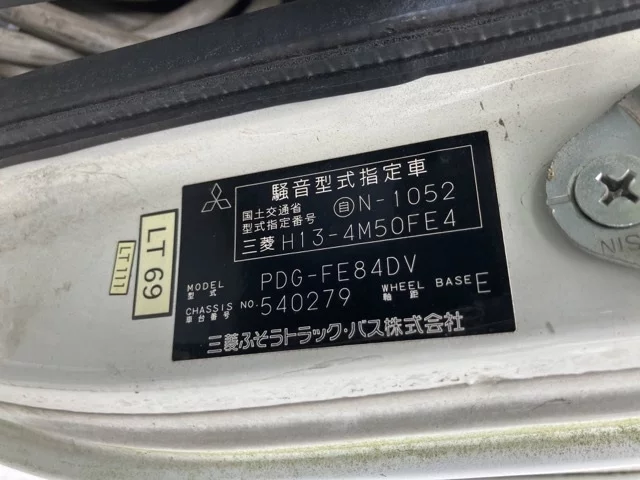 騒音型式指定車
国土交通省
型式指定番号 自N-1052
三菱 H13-4M50FE4
MODEL
型式 PDG-FE84DV
CHASSIS NO.
車台番号 540279 WHEEL BASE
軸距 E
三菱ふそうトラック・バス株式会社
LT 69
LT 111
NIS